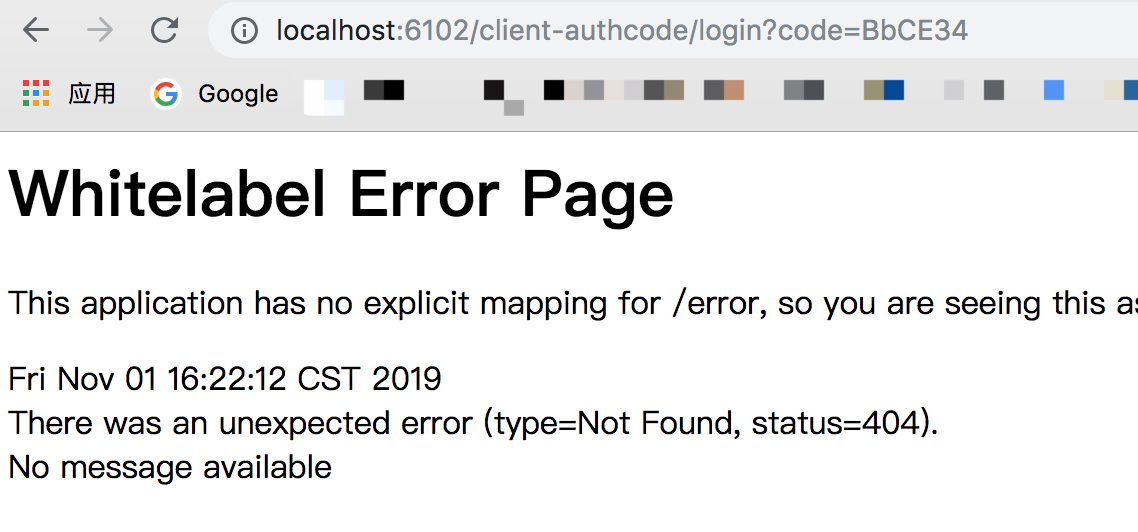 localhost:6102/client-authcode/login?code=BbCE34
应用 Google
Whitelabel Error Page
This application has no explicit mapping for /error, so you are seeing this
Fri Nov 01 16:22:12 CST 2019
There was an unexpected error (type=Not Found, status=404).
No message available